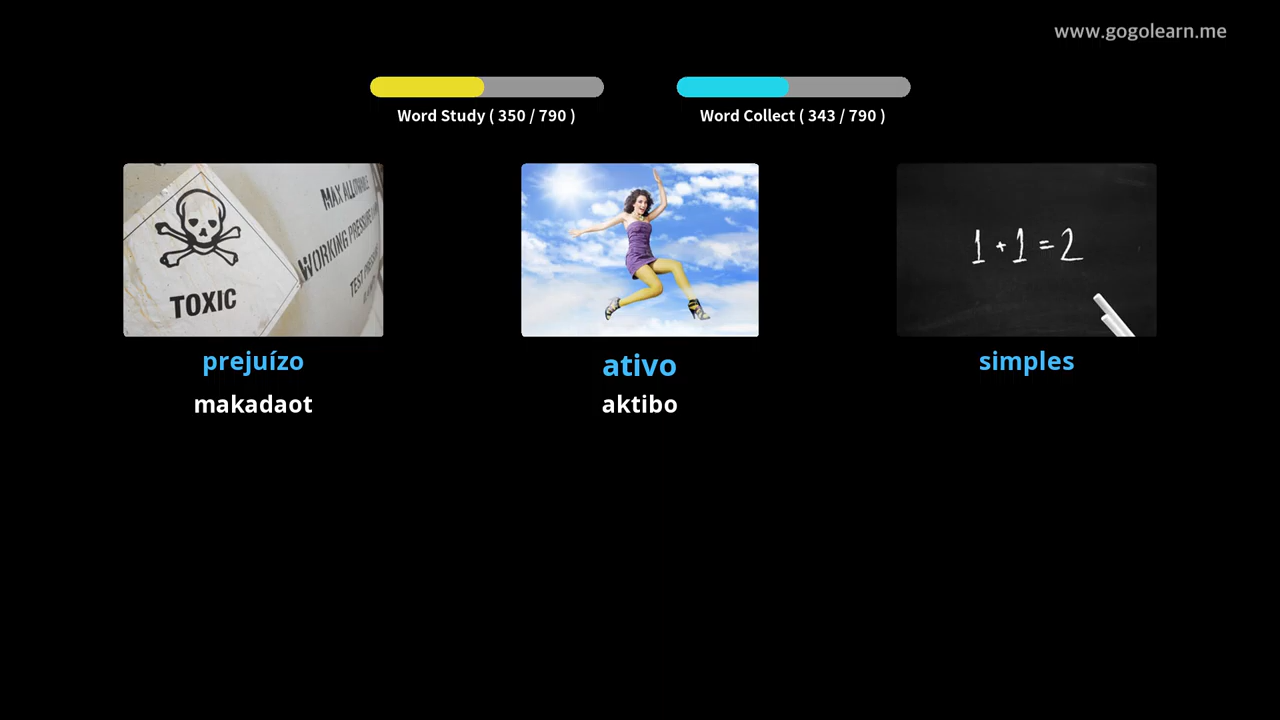 www.gogolearn.me
Word Study ( 350 / 790 )
Word Collect ( 343 / 790 )
TOXIC
MAX ALLOWABLE
WORKING PRESSURE
TEST PRESSURE
1 + 1 = 2
prejuízo
ativo
simples
makadaot
aktibo